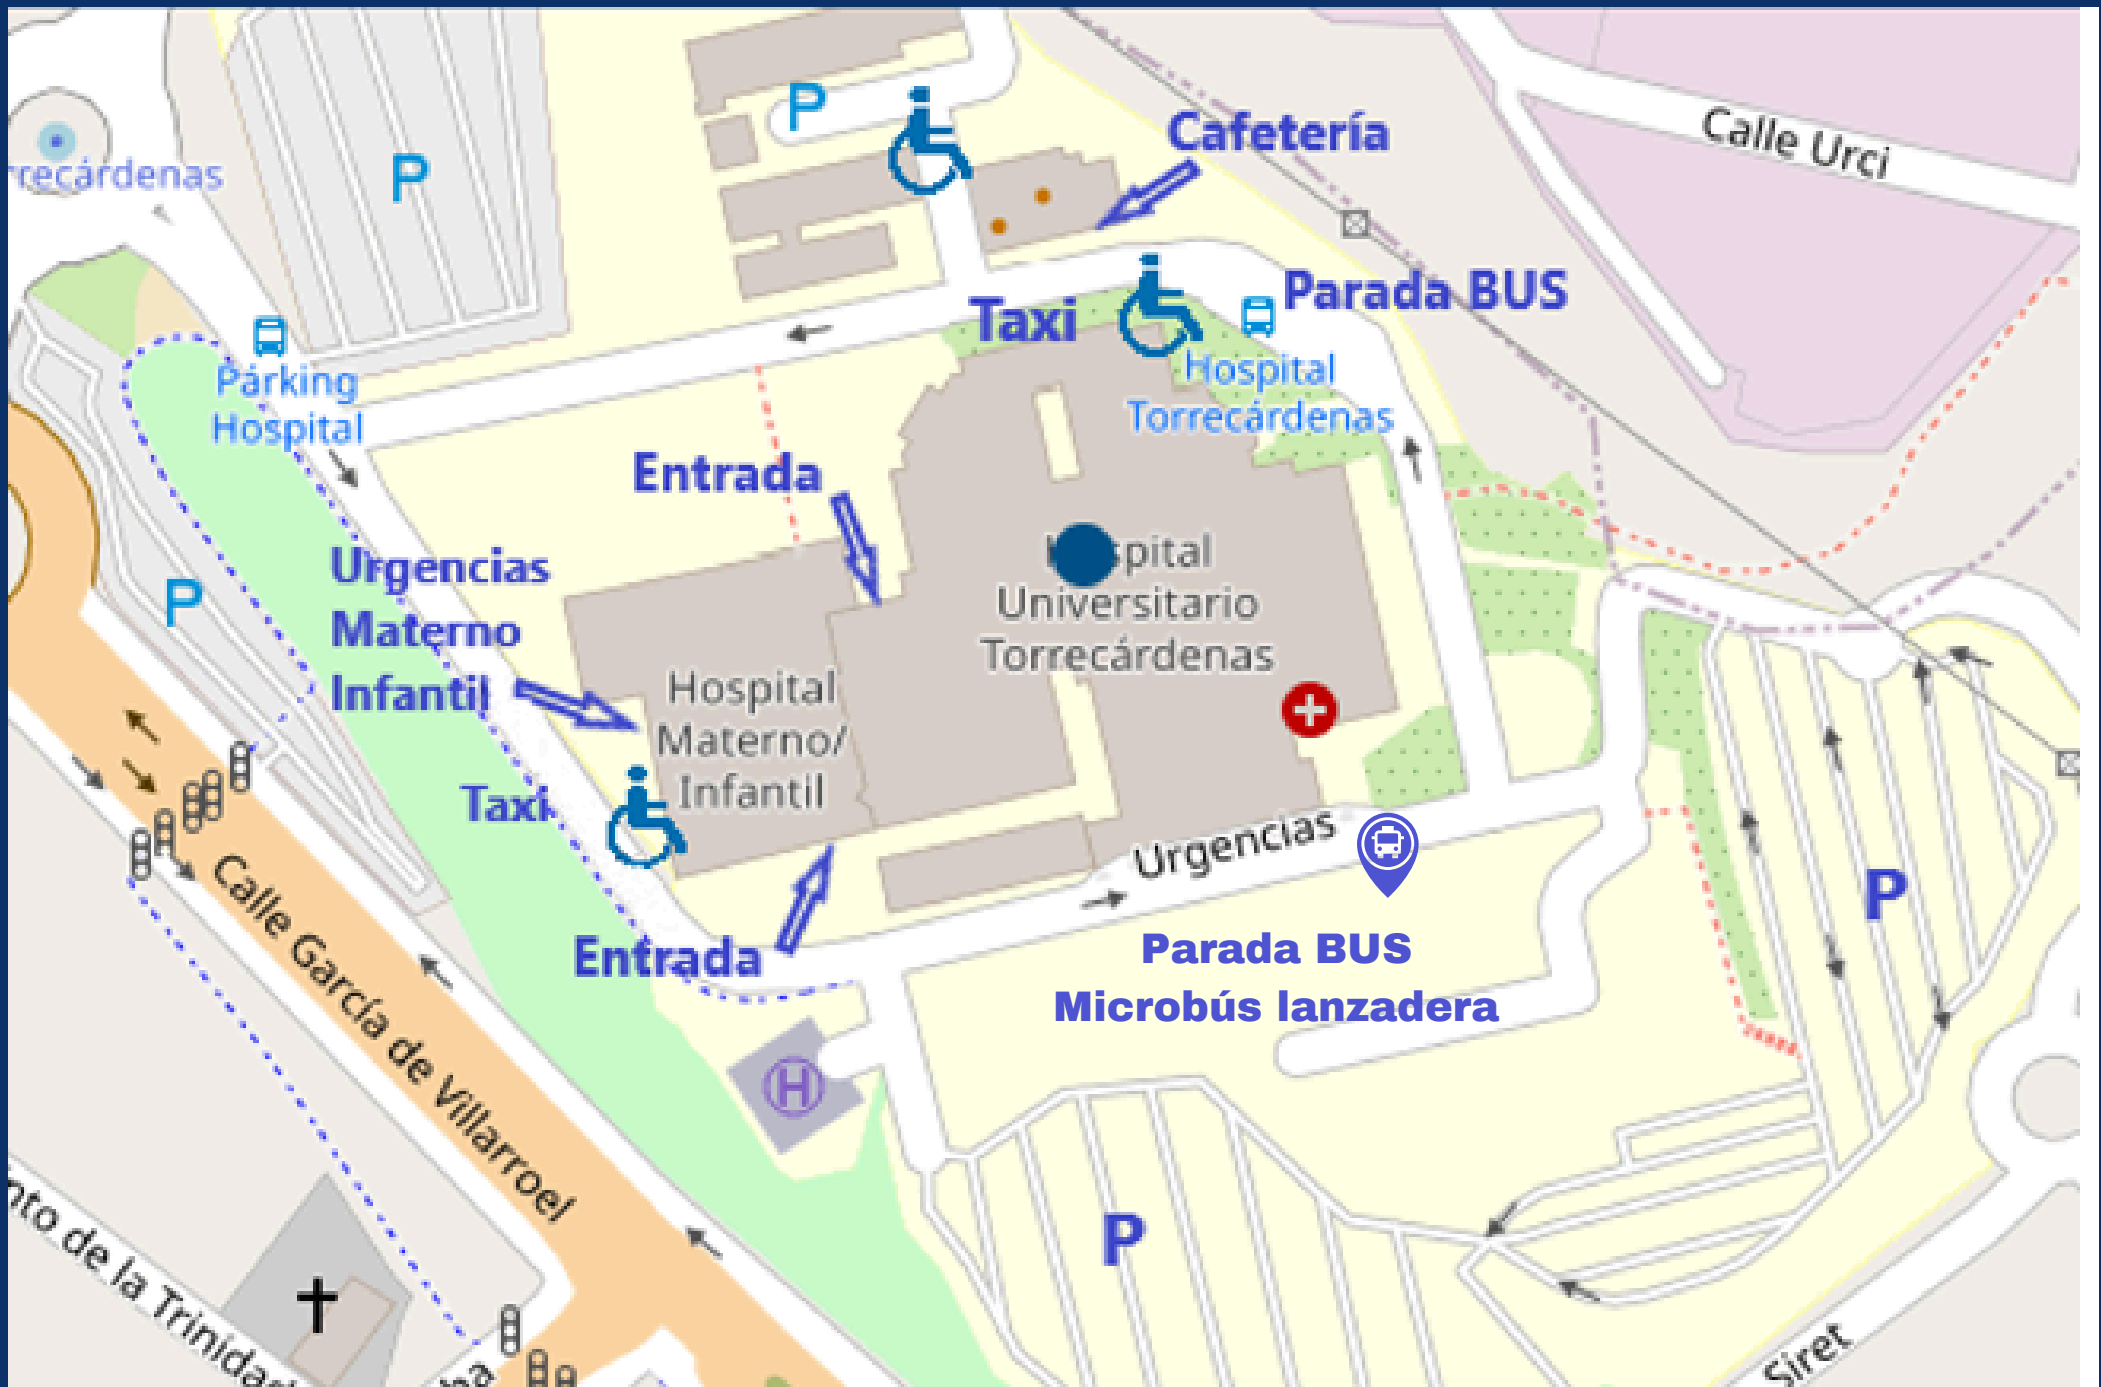 Calle Urci
Cafetería
P
P
recárdenas
Parada BUS
Taxi
Parking
Hospital
Hospital
Torrecárdenas
Entrada
Urgencias
Materno
Infantil
P
pital
Universitario
Torrecárdenas
Hospital
Materno/
Infantil
Taxi
Urgencias
P
Entrada
Parada BUS
Microbús lanzadera
Calle García de Villarroel
H
P
nto de la Trinidad
Siret